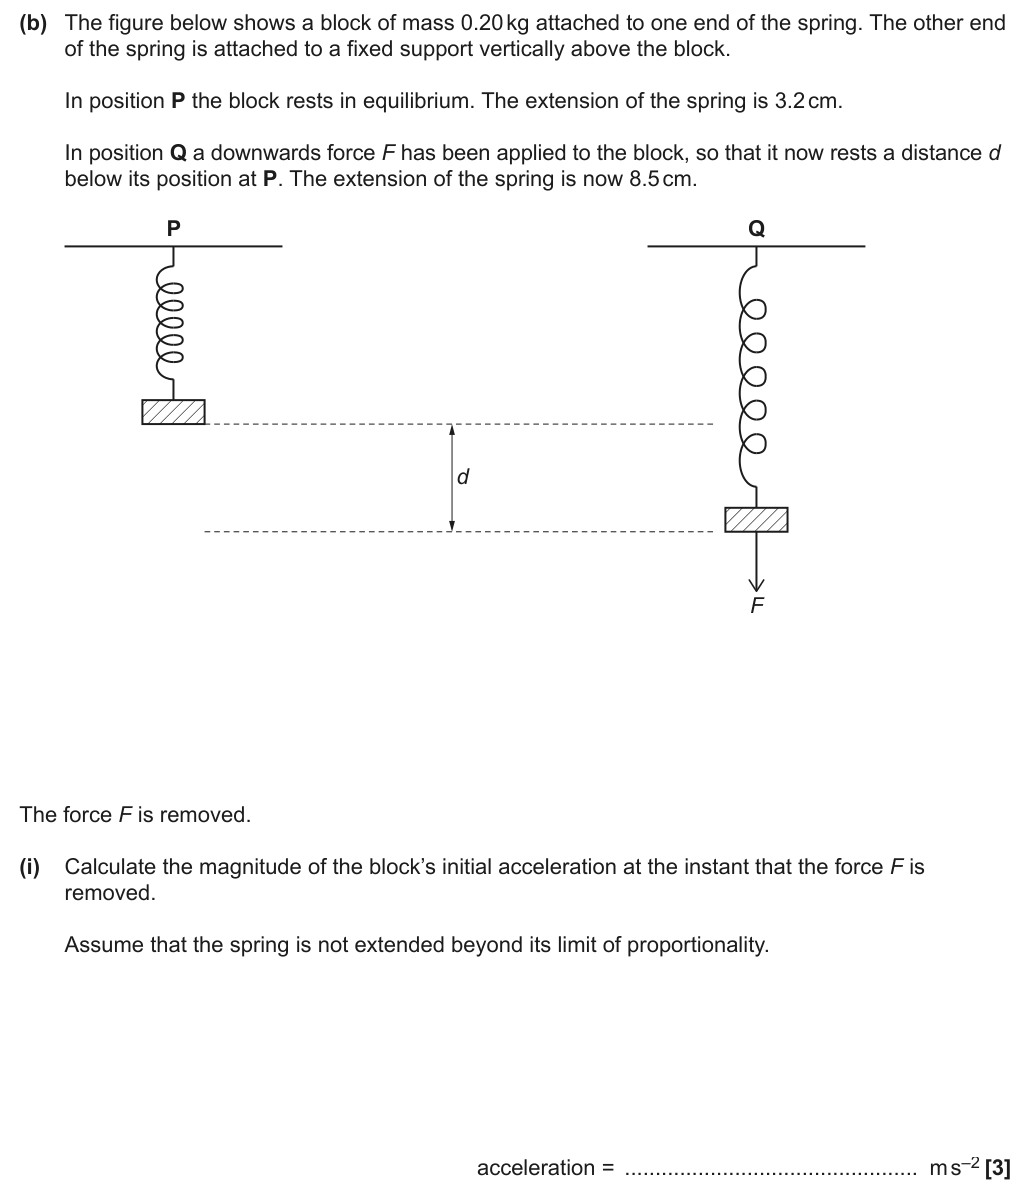 (b) The figure below shows a block of mass 0.20 kg attached to one end of the spring. The other end
of the spring is attached to a fixed support vertically above the block.
In position P the block rests in equilibrium. The extension of the spring is 3.2 cm.
In position Q a downwards force F has been applied to the block, so that it now rests a distance d
below its position at P. The extension of the spring is now 8.5 cm.
P
Q
d
F
The force F is removed.
(i) Calculate the magnitude of the block’s initial acceleration at the instant that the force F is
removed.
Assume that the spring is not extended beyond its limit of proportionality.
acceleration = ................................................ m s⁻² [3]